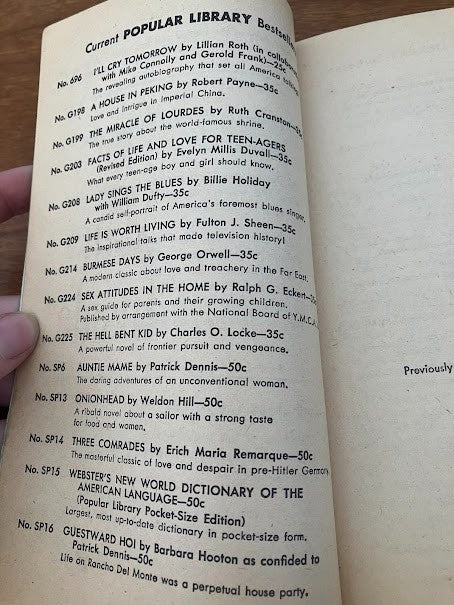 Current POPULAR LIBRARY Bestselle
No. 696 I'LL CRY TOMORROW by Lillian Roth (in collabora
with Mike Connolly and Gerold Frank)—25c
The revealing autobiography that set all America talking.
No. G198 A HOUSE IN PEKING by Robert Payne—35c
Love and intrigue in Imperial China.
No. G199 THE MIRACLE OF LOURDES by Ruth Cranston—35c
The true story about the world-famous shrine.
No. G203 FACTS OF LIFE AND LOVE FOR TEEN-AGERS
(Revised Edition) by Evelyn Millis Duvall—35c
What every teen-age boy and girl should know.
No. G208 LADY SINGS THE BLUES by Billie Holiday
with William Dufty—35c
A candid self-portrait of America's foremost blues singer.
No. G209 LIFE IS WORTH LIVING by Fulton J. Sheen—35c
The inspirational talks that made television history!
No. G214 BURMESE DAYS by George Orwell—35c
A modern classic about love and treachery in the Far East.
No. G224 SEX ATTITUDES IN THE HOME by Ralph G. Eckert—35c
A sex guide for parents and their growing children.
Published by arrangement with the National Board of Y.M.C.A.
No. G225 THE HELL BENT KID by Charles O. Locke—35c
A powerful novel of frontier pursuit and vengeance.
No. SP6 AUNTIE MAME by Patrick Dennis—50c
The daring adventures of an unconventional woman.
No. SP13 ONIONHEAD by Weldon Hill—50c
A ribald novel about a sailor with a strong taste
for food and women.
No. SP14 THREE COMRADES by Erich Maria Remarque—50c
The masterful classic of love and despair in pre-Hitler Germany
No. SP15 WEBSTER'S NEW WORLD DICTIONARY OF THE
AMERICAN LANGUAGE—50c
(Popular Library Pocket-Size Edition)
Largest, most up-to-date dictionary in pocket-size form.
No. SP16 GUESTWARD HO! by Barbara Hooton as confided to
Patrick Dennis—50c
Life on Rancho Del Monte was a perpetual house party.
Previously